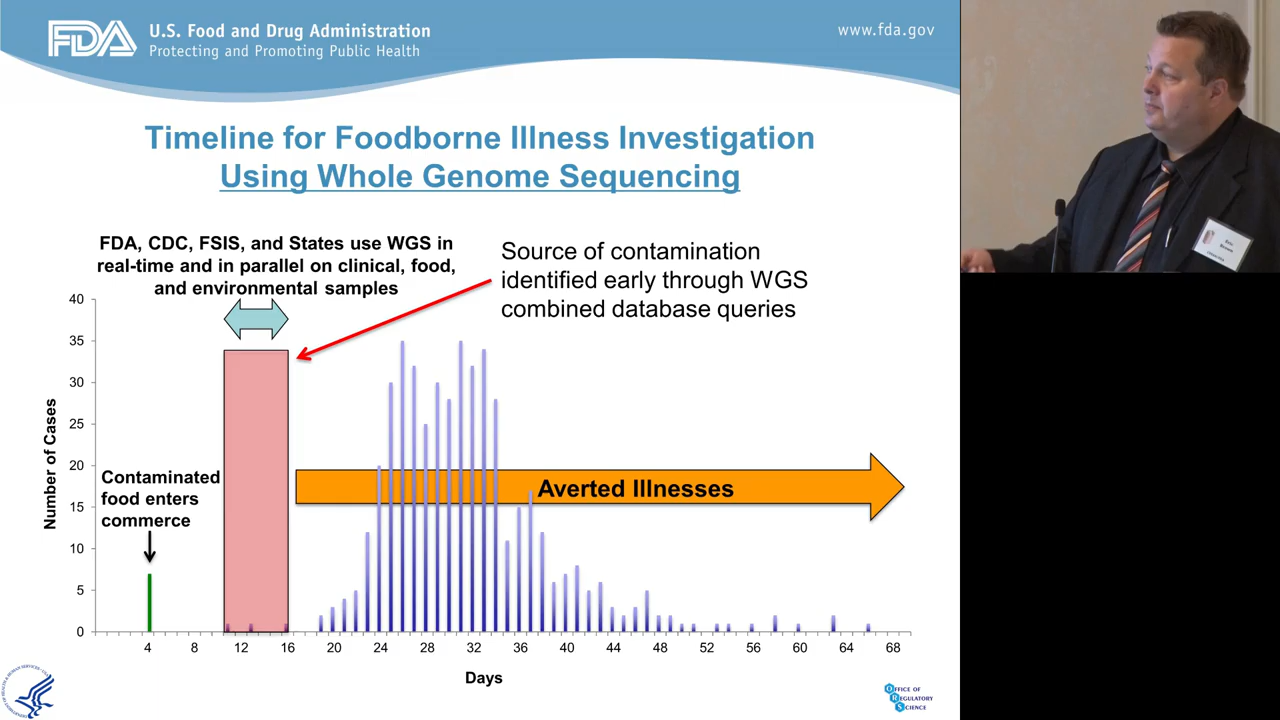 FDA
U.S. Food and Drug Administration
Protecting and Promoting Public Health
www.fda.gov
Timeline for Foodborne Illness Investigation
Using Whole Genome Sequencing
FDA, CDC, FSIS, and States use WGS in
real-time and in parallel on clinical, food,
and environmental samples
Source of contamination
identified early through WGS
combined database queries
Contaminated
food enters
commerce
Averted Illnesses
Number of Cases
40
35
30
25
20
15
10
5
0
4 8 12 16 20 24 28 32 36 40 44 48 52 56 60 64 68
Days
OFFICE OF
REGULATORY
SCIENCE